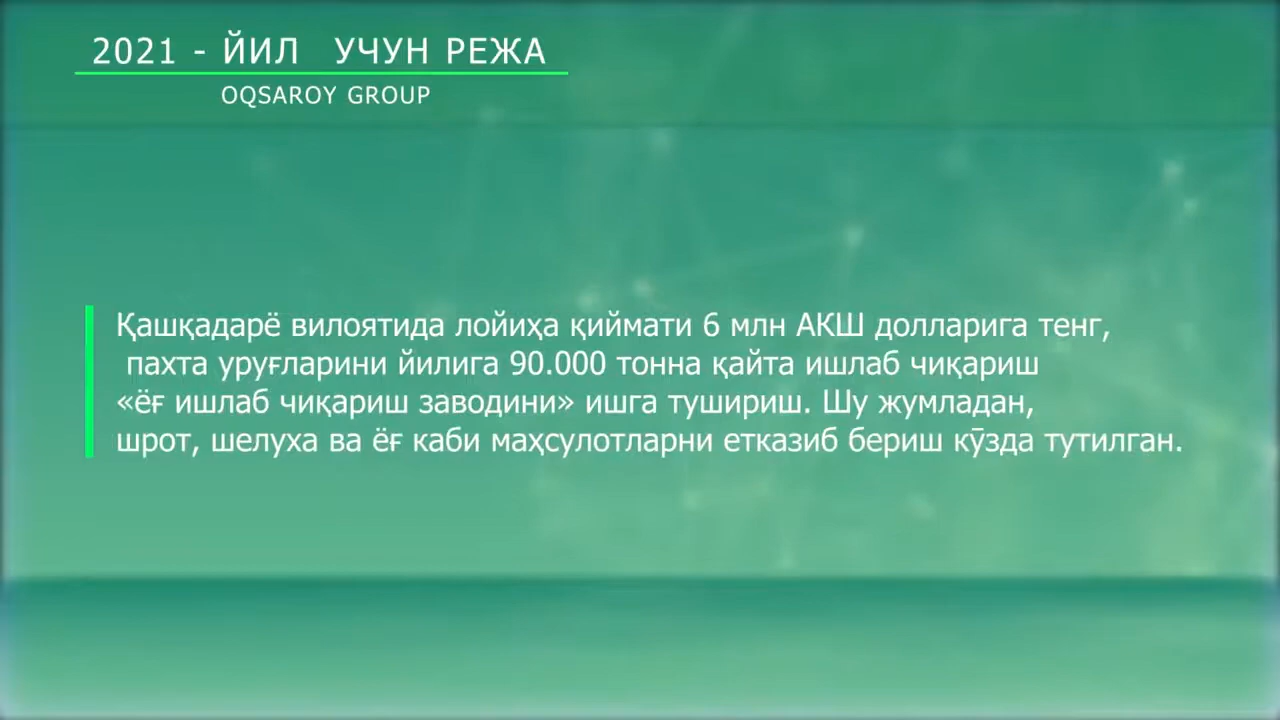 2021 - ЙИЛ УЧУН РЕЖА
OQSAROY GROUP
Қашқадарё вилоятида лойиҳа қиймати 6 млн АКШ долларига тенг,
пахта уруғларини йилига 90.000 тонна қайта ишлаб чиқариш
«ёғ ишлаб чиқариш заводини» ишга тушириш. Шу жумладан,
шрот, шелуха ва ёғ каби маҳсулотларни етказиб бериш кӯзда тутилган.